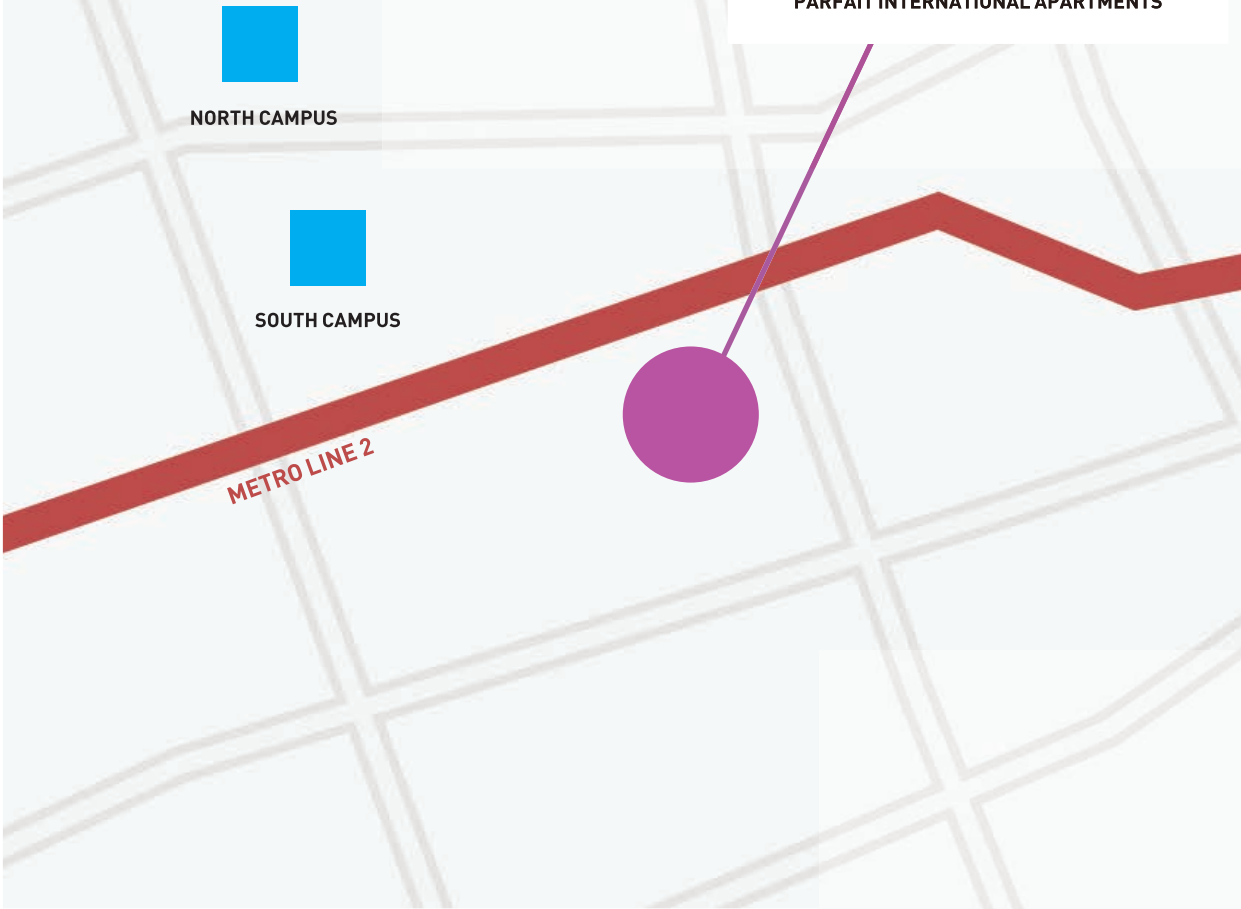 PARFAIT INTERNATIONAL APARTMENTS
NORTH CAMPUS
SOUTH CAMPUS
METRO LINE 2